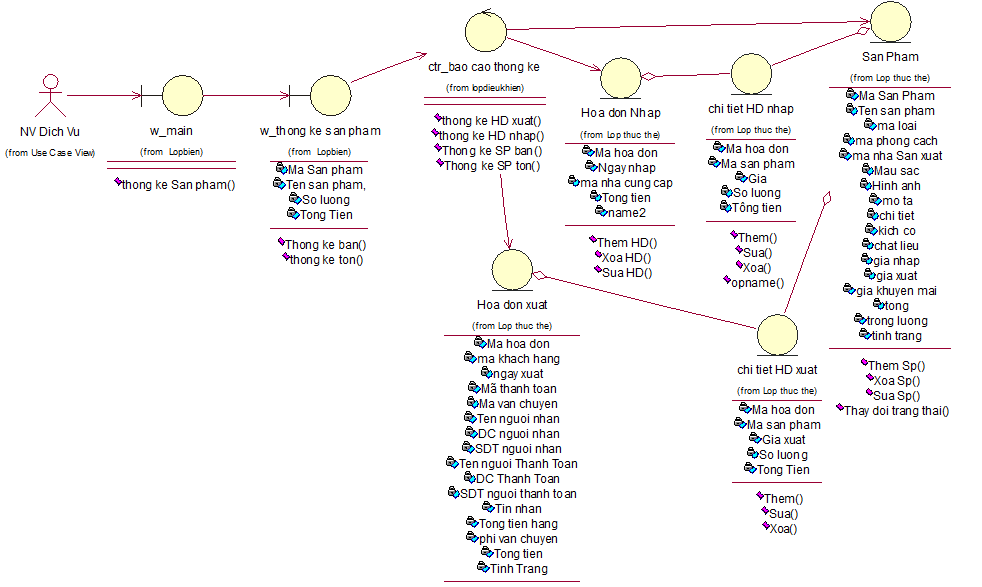 NV Dich Vu
(from Use Case View)
w_main
(from Lopbien)
thong ke San pham()
w_thong ke san pham
(from Lopbien)
Ma San pham
Ten san pham,
So luong
Tong Tien
Thong ke ban()
thong ke ton()
ctr_bao cao thong ke
(from lopdieukhien)
thong ke HD xuat()
thong ke HD nhap()
Thong ke SP ban()
Thong ke SP ton()
Hoa don Nhap
(from Lop thuc the)
Ma hoa don
Ngay nhap
ma nha cung cap
Tong tien
name2
Them HD()
Xoa HD()
Sua HD()
chi tiet HD nhap
(from Lop thuc the)
Ma hoa don
Ma san pham
Gia
So luong
Tông tien
Them()
Sua()
Xoa()
opname()
San Pham
(from Lop thuc the)
Ma San Pham
Ten san pham
ma loai
ma phong cach
ma nha San xuat
Mau sac
Hinh anh
mo ta
chi tiet
kich co
chat lieu
gia nhap
gia xuat
gia khuyen mai
tong
trong luong
tinh trang
Them Sp()
Xoa Sp()
Sua Sp()
Thay doi trang thai()
Hoa don xuat
(from Lop thuc the)
Ma hoa don
ma khach hang
ngay xuat
Mã thanh toan
Ma van chuyen
Ten nguoi nhan
DC nguoi nhan
SDT nguoi nhan
Ten nguoi Thanh Toan
DC Thanh Toan
SDT nguoi thanh toan
Tin nhan
Tong tien hang
phi van chuyen
Tong tien
Tinh Trang
chi tiet HD xuat
(from Lop thuc the)
Ma hoa don
Ma san pham
Gia xuat
So luong
Tong Tien
Them()
Sua()
Xoa()